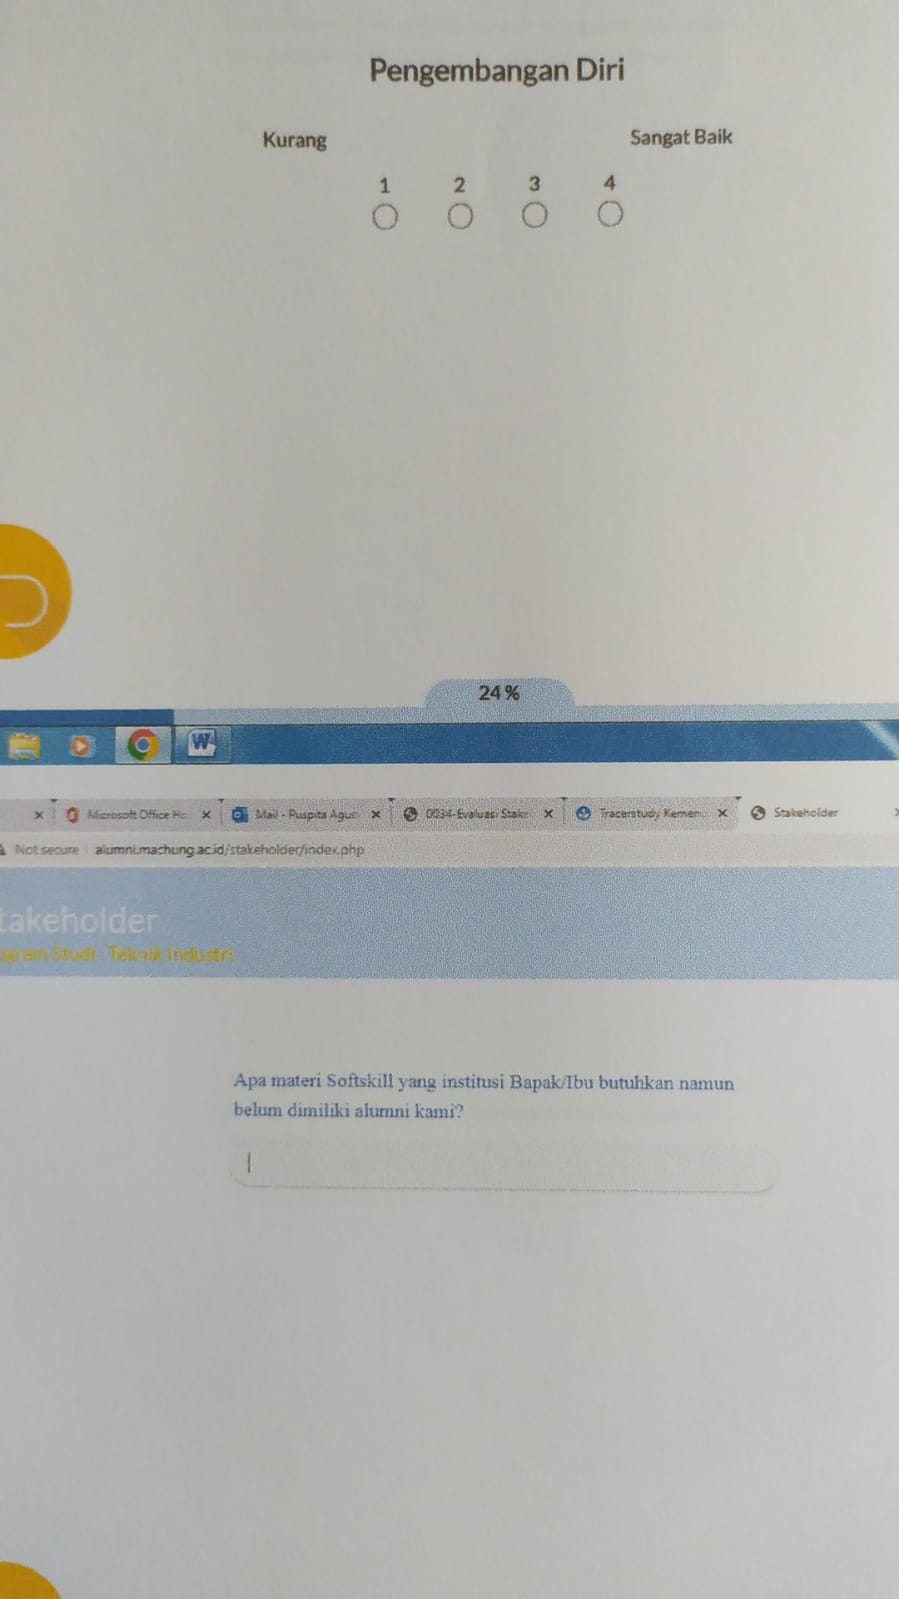 Pengembangan Diri
Kurang
Sangat Baik
1 2 3 4
24%
Microsoft Office Ho
Mail - Puspita Agus
0034-Evaluasi Stake
Tracerstudy Kemen
Stakeholder
Not secure
alumni.machung.ac.id/stakeholder/index.php
takeholder
ogram Studi : Teknik Industri
Apa materi Softskill yang institusi Bapak/Ibu butuhkan namun
belum dimiliki alumni kami?